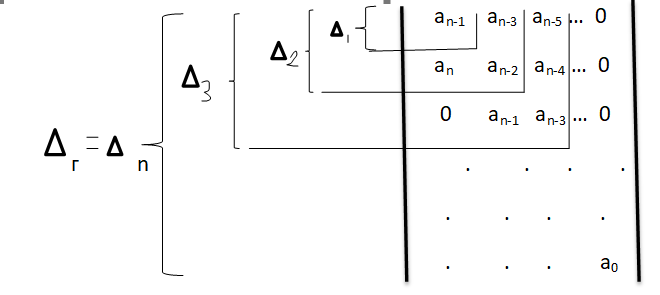 Δ₁ aₙ₋₁ aₙ₋₃ aₙ₋₅ ... 0
Δ₂ aₙ aₙ₋₂ aₙ₋₄ ... 0
Δ₃ 0 aₙ₋₁ aₙ₋₃ ... 0
Δᵣ = Δₙ
. . . .
. . . .
. . . a₀